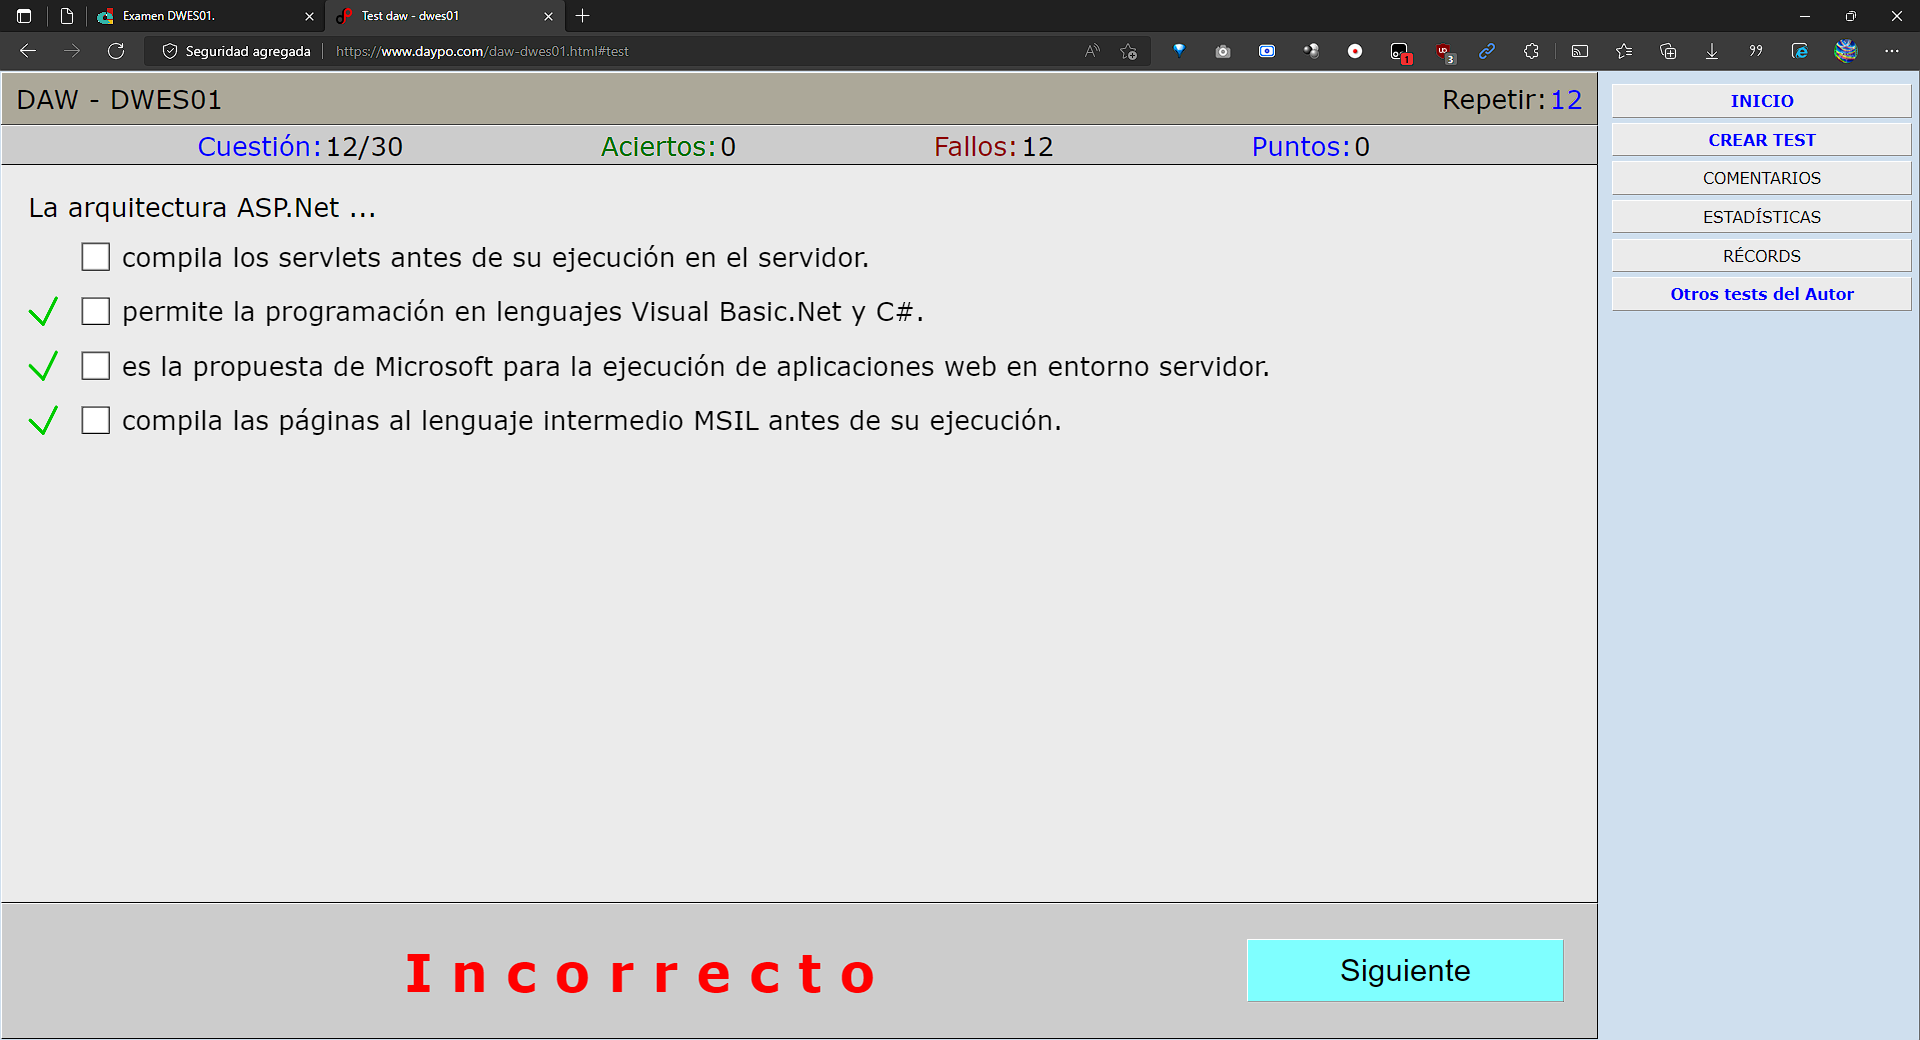 Examen DWES01.
Test daw - dwes01
Seguridad agregada
https://www.daypo.com/daw-dwes01.html#test
1
3
DAW - DWES01
Repetir:12
Cuestión:12/30
Aciertos:0
Fallos:12
Puntos:0
La arquitectura ASP.Net ...
compila los servlets antes de su ejecución en el servidor.
permite la programación en lenguajes Visual Basic.Net y C#.
es la propuesta de Microsoft para la ejecución de aplicaciones web en entorno servidor.
compila las páginas al lenguaje intermedio MSIL antes de su ejecución.
Incorrecto
Siguiente
INICIO
CREAR TEST
COMENTARIOS
ESTADÍSTICAS
RÉCORDS
Otros tests del Autor